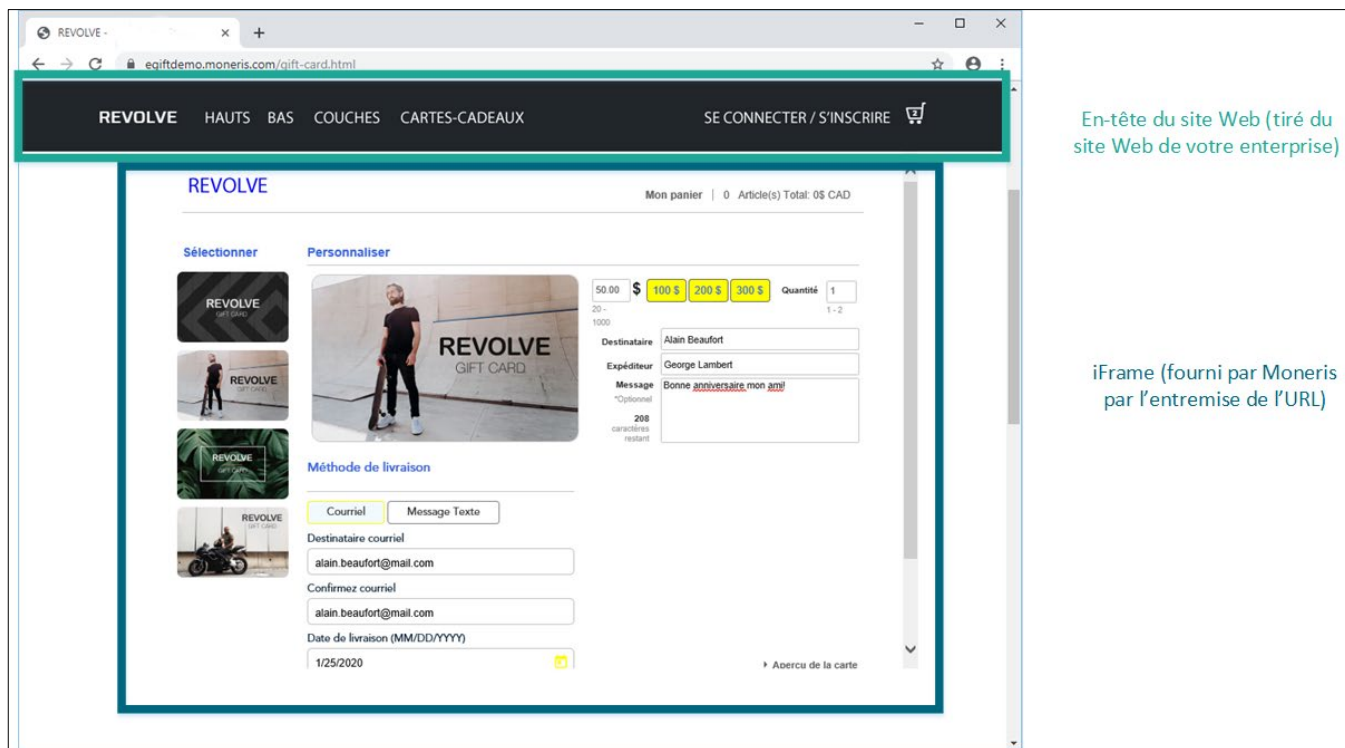 REVOLVE -
egiftdemo.moneris.com/gift-card.html
REVOLVE HAUTS BAS COUCHES CARTES-CADEAUX SE CONNECTER / S'INSCRIRE 2
En-tête du site Web (tiré du
site Web de votre enterprise)
REVOLVE
Mon panier | 0 Article(s) Total: 0$ CAD
Sélectionner
REVOLVE
GIFT CARD
REVOLVE
GIFT CARD
REVOLVE
GIFT CARD
REVOLVE
GIFT CARD
Personnaliser
REVOLVE
GIFT CARD
50.00 $ 100 $ 200 $ 300 $ Quantité 1
20 -
1000
1 - 2
Destinataire Alain Beaufort
Expéditeur George Lambert
Message Bonne anniversaire mon ami!
*Optionnel
208
caractères
restant
iFrame (fourni par Moneris
par l'entremise de l'URL)
Méthode de livraison
Courriel Message Texte
Destinataire courriel
alain.beaufort@mail.com
Confirmez courriel
alain.beaufort@mail.com
Date de livraison (MM/DD/YYYY)
1/25/2020
Aperçu de la carte